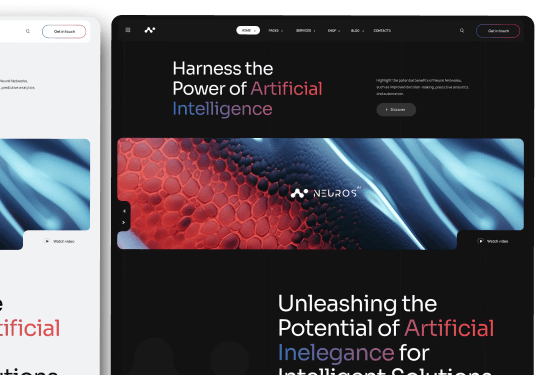 Get in touch
HOME
PAGES
SERVICES
SHOP
BLOG
CONTACTS
Get in touch
Neural Networks,
, predictive analytics
Harness the
Power of Artificial
Intelligence
Highlight the potential benefits of Neural Networks,
such as improved decision-making, predictive analytics,
and automation.
Discover
NEUROS
Watch video
Watch video
e
tificial
Unleashing the
Potential of Artificial
Inelegance for
Intelligent Solutions